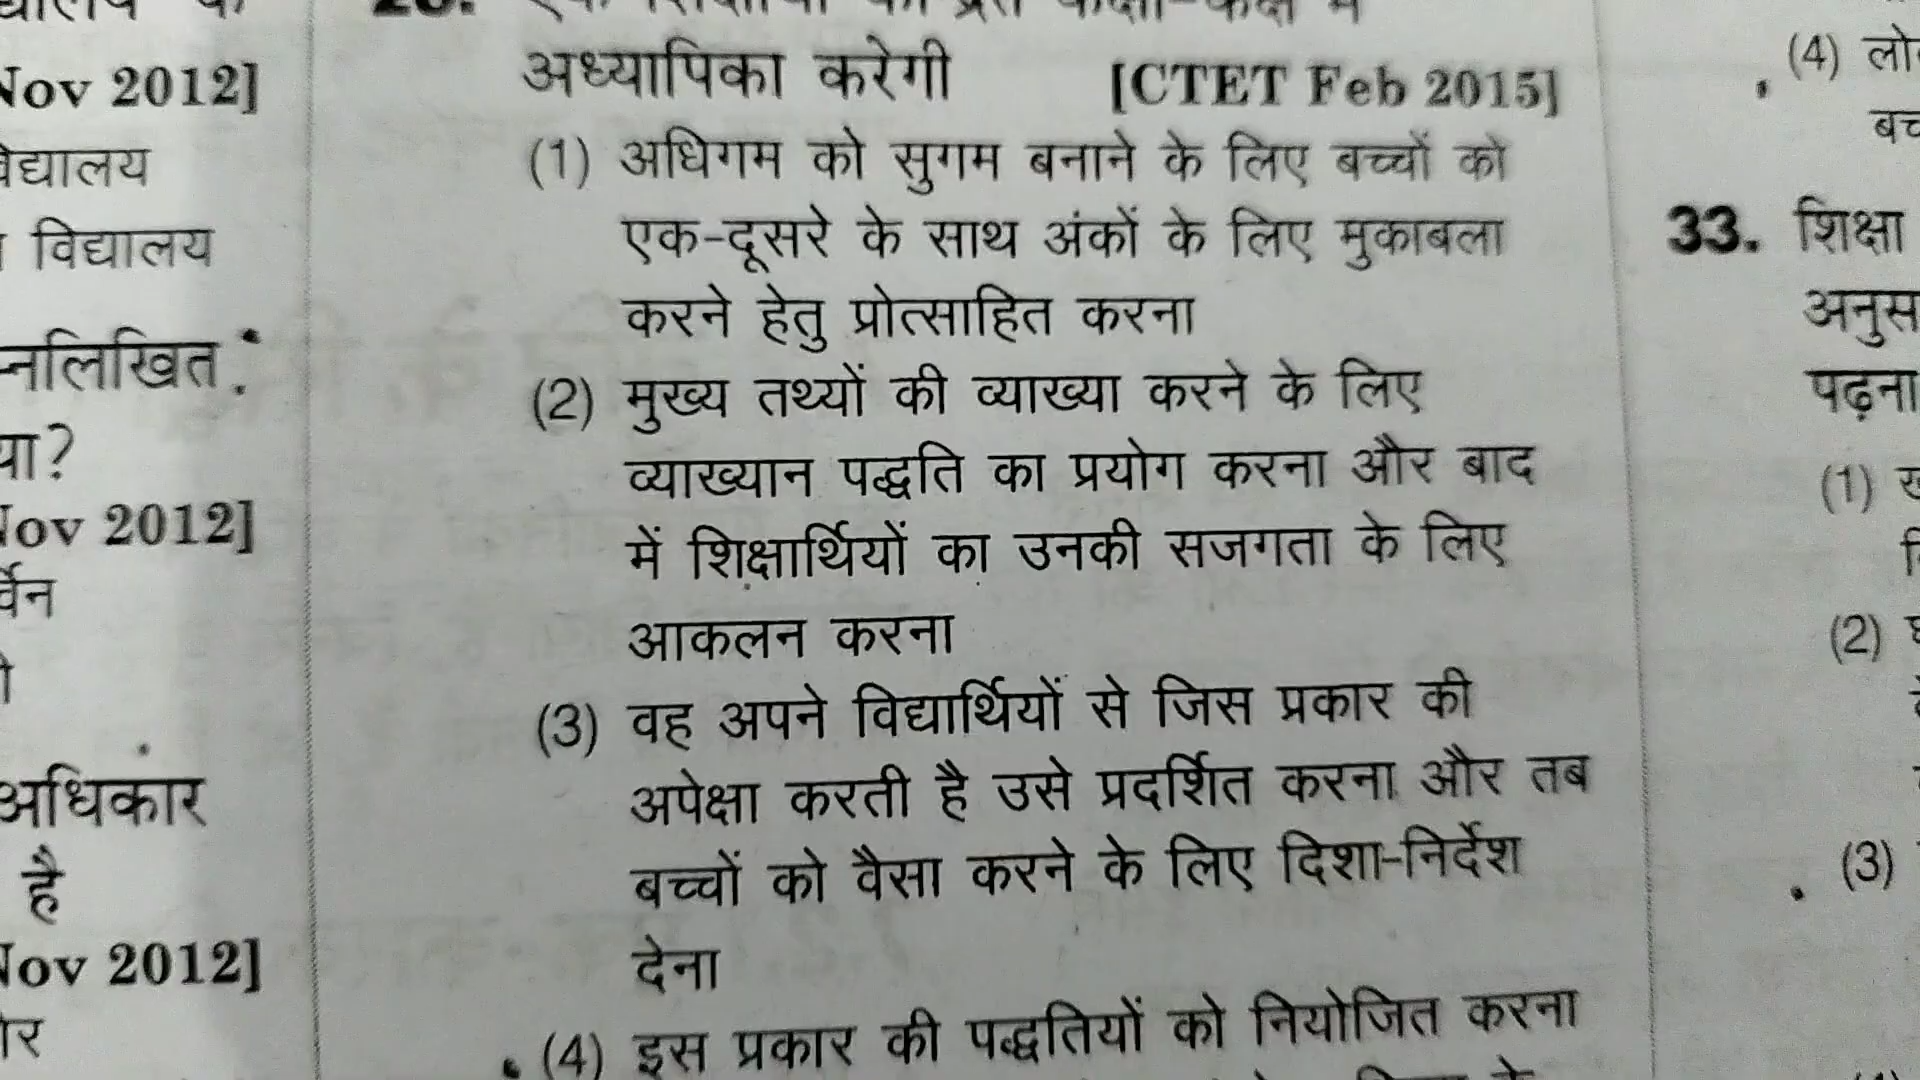 Nov 2012]
विद्यालय
विद्यालय
या?
Nov 2012]
अधिकार
है
Nov 2012]
अध्यापिका करेगी [CTET Feb 2015]
(1) अधिगम को सुगम बनाने के लिए बच्चों को
एक-दूसरे के साथ अंकों के लिए मुकाबला
करने हेतु प्रोत्साहित करना
(2) मुख्य तथ्यों की व्याख्या करने के लिए
व्याख्यान पद्धति का प्रयोग करना और बाद
में शिक्षार्थियों का उनकी सजगता के लिए
आकलन करना
(3) वह अपने विद्यार्थियों से जिस प्रकार की
अपेक्षा करती है उसे प्रदर्शित करना और तब
बच्चों को वैसा करने के लिए दिशा-निर्देश
देना
(4) इस प्रकार की पद्धतियों को नियोजित करना
(4)
33. शिक्षा
पढ़ना
(1)
(2)
(3)